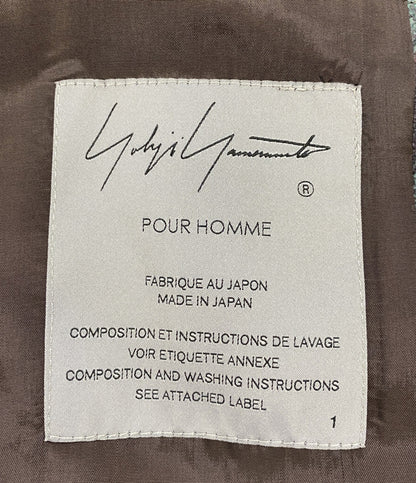 Yohji Yamamoto
®
POUR HOMME
FABRIQUE AU JAPON
MADE IN JAPAN
COMPOSITION ET INSTRUCTIONS DE LAVAGE
VOIR ETIQUETTE ANNEXE
COMPOSITION AND WASHING INSTRUCTIONS
SEE ATTACHED LABEL
1